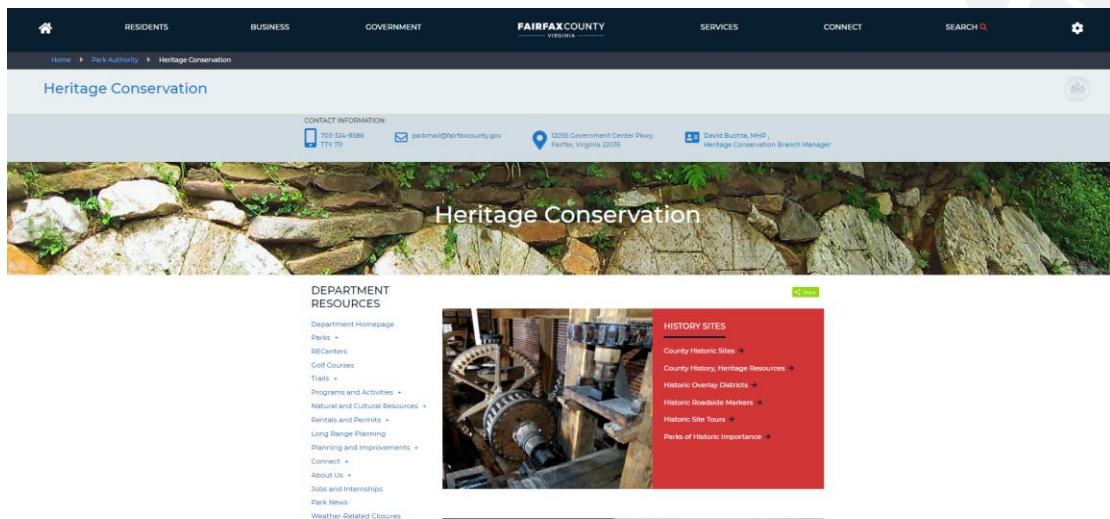 RESIDENTS
BUSINESS
GOVERNMENT
FAIRFAX COUNTY
VIRGINIA
SERVICES
CONNECT
SEARCH
Home Park Authority Heritage Conservation
Heritage Conservation
CONTACT INFORMATION:
703-324-8586
TTY 711
parkmail@fairfaxcounty.gov
12055 Government Center Pkwy.
Fairfax, Virginia 22035
David Buchta, MHP ,
Heritage Conservation Branch Manager
Heritage Conservation
DEPARTMENT
RESOURCES
Department Homepage
Parks +
RECenters
Golf Courses
Trails +
Programs and Activities +
Natural and Cultural Resources +
Rentals and Permits +
Long Range Planning
Planning and Improvements +
Connect +
About Us +
Jobs and Internships
Park News
Weather-Related Closures
Share
HISTORY SITES
County Historic Sites →
County History, Heritage Resources →
Historic Overlay Districts →
Historic Roadside Markers →
Historic Site Tours →
Parks of Historic Importance →